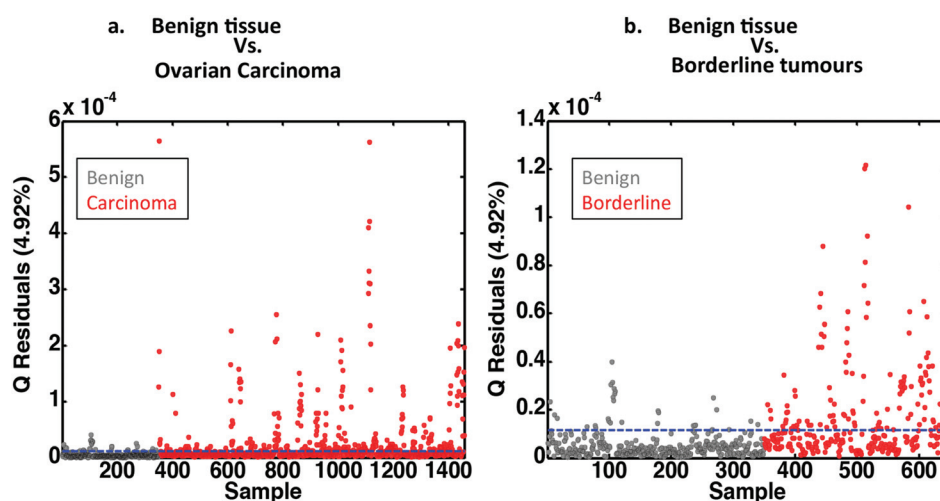 a. Benign tissue
Vs.
Ovarian Carcinoma
6 x 10-4
5
4
3
2
1
0
Q Residuals (4.92%)
Benign
Carcinoma
200 400 600 800 1000 1200 1400
Sample
b. Benign tissue
Vs.
Borderline tumours
1.4 x 10-4
1.2
1
0.8
0.6
0.4
0.2
0
Q Residuals (4.92%)
Benign
Borderline
100 200 300 400 500 600
Sample